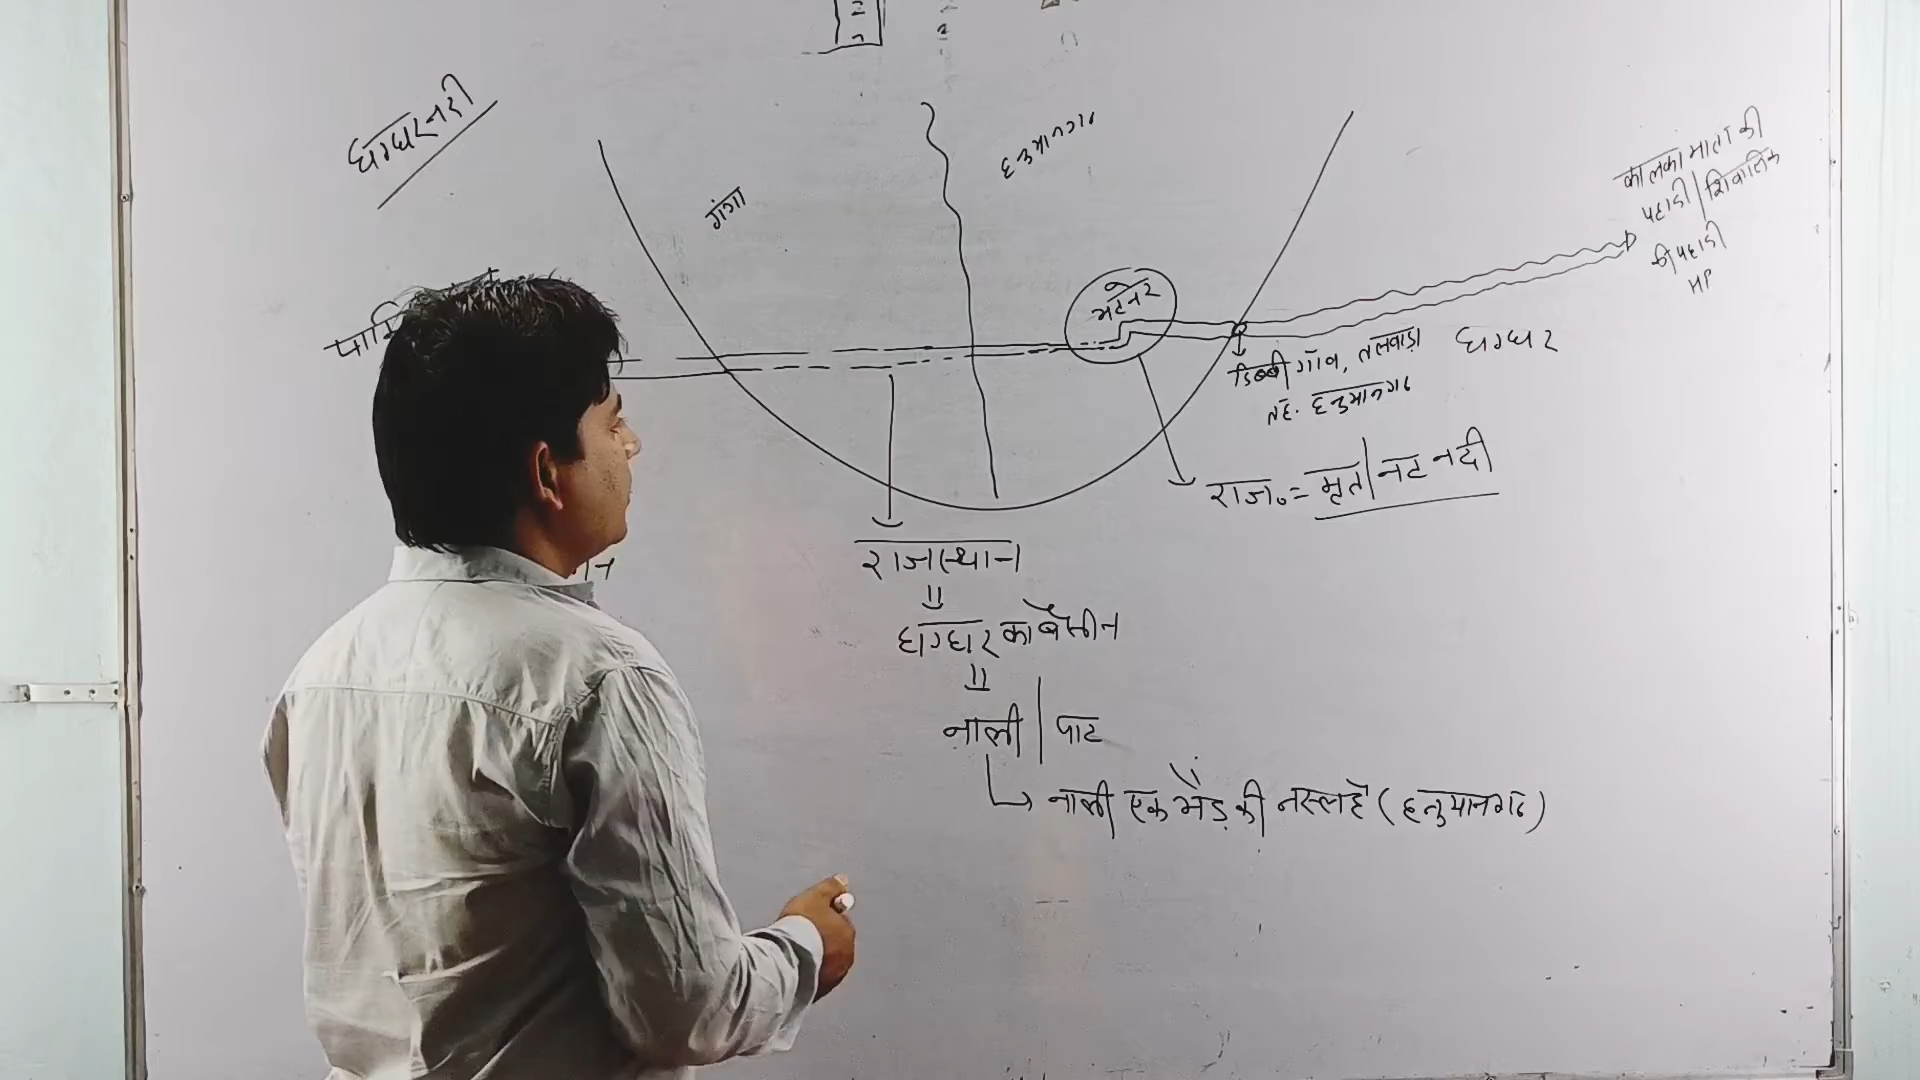 घग्घर नदी
गंगा
हनुमानगढ
कालका माता की
पहाडी | शिवालिक
की पहाडी
HP
भटनेर
डिब्बी गाँव, तलवाड़ा
घग्घर
तह. हनुमानगढ
राज॰ = मृत | नट नदी
राजस्थान
घग्घर का बेसीन
नाली | पाट
नाली एक भेड़ की नस्ल है (हनुमानगढ)